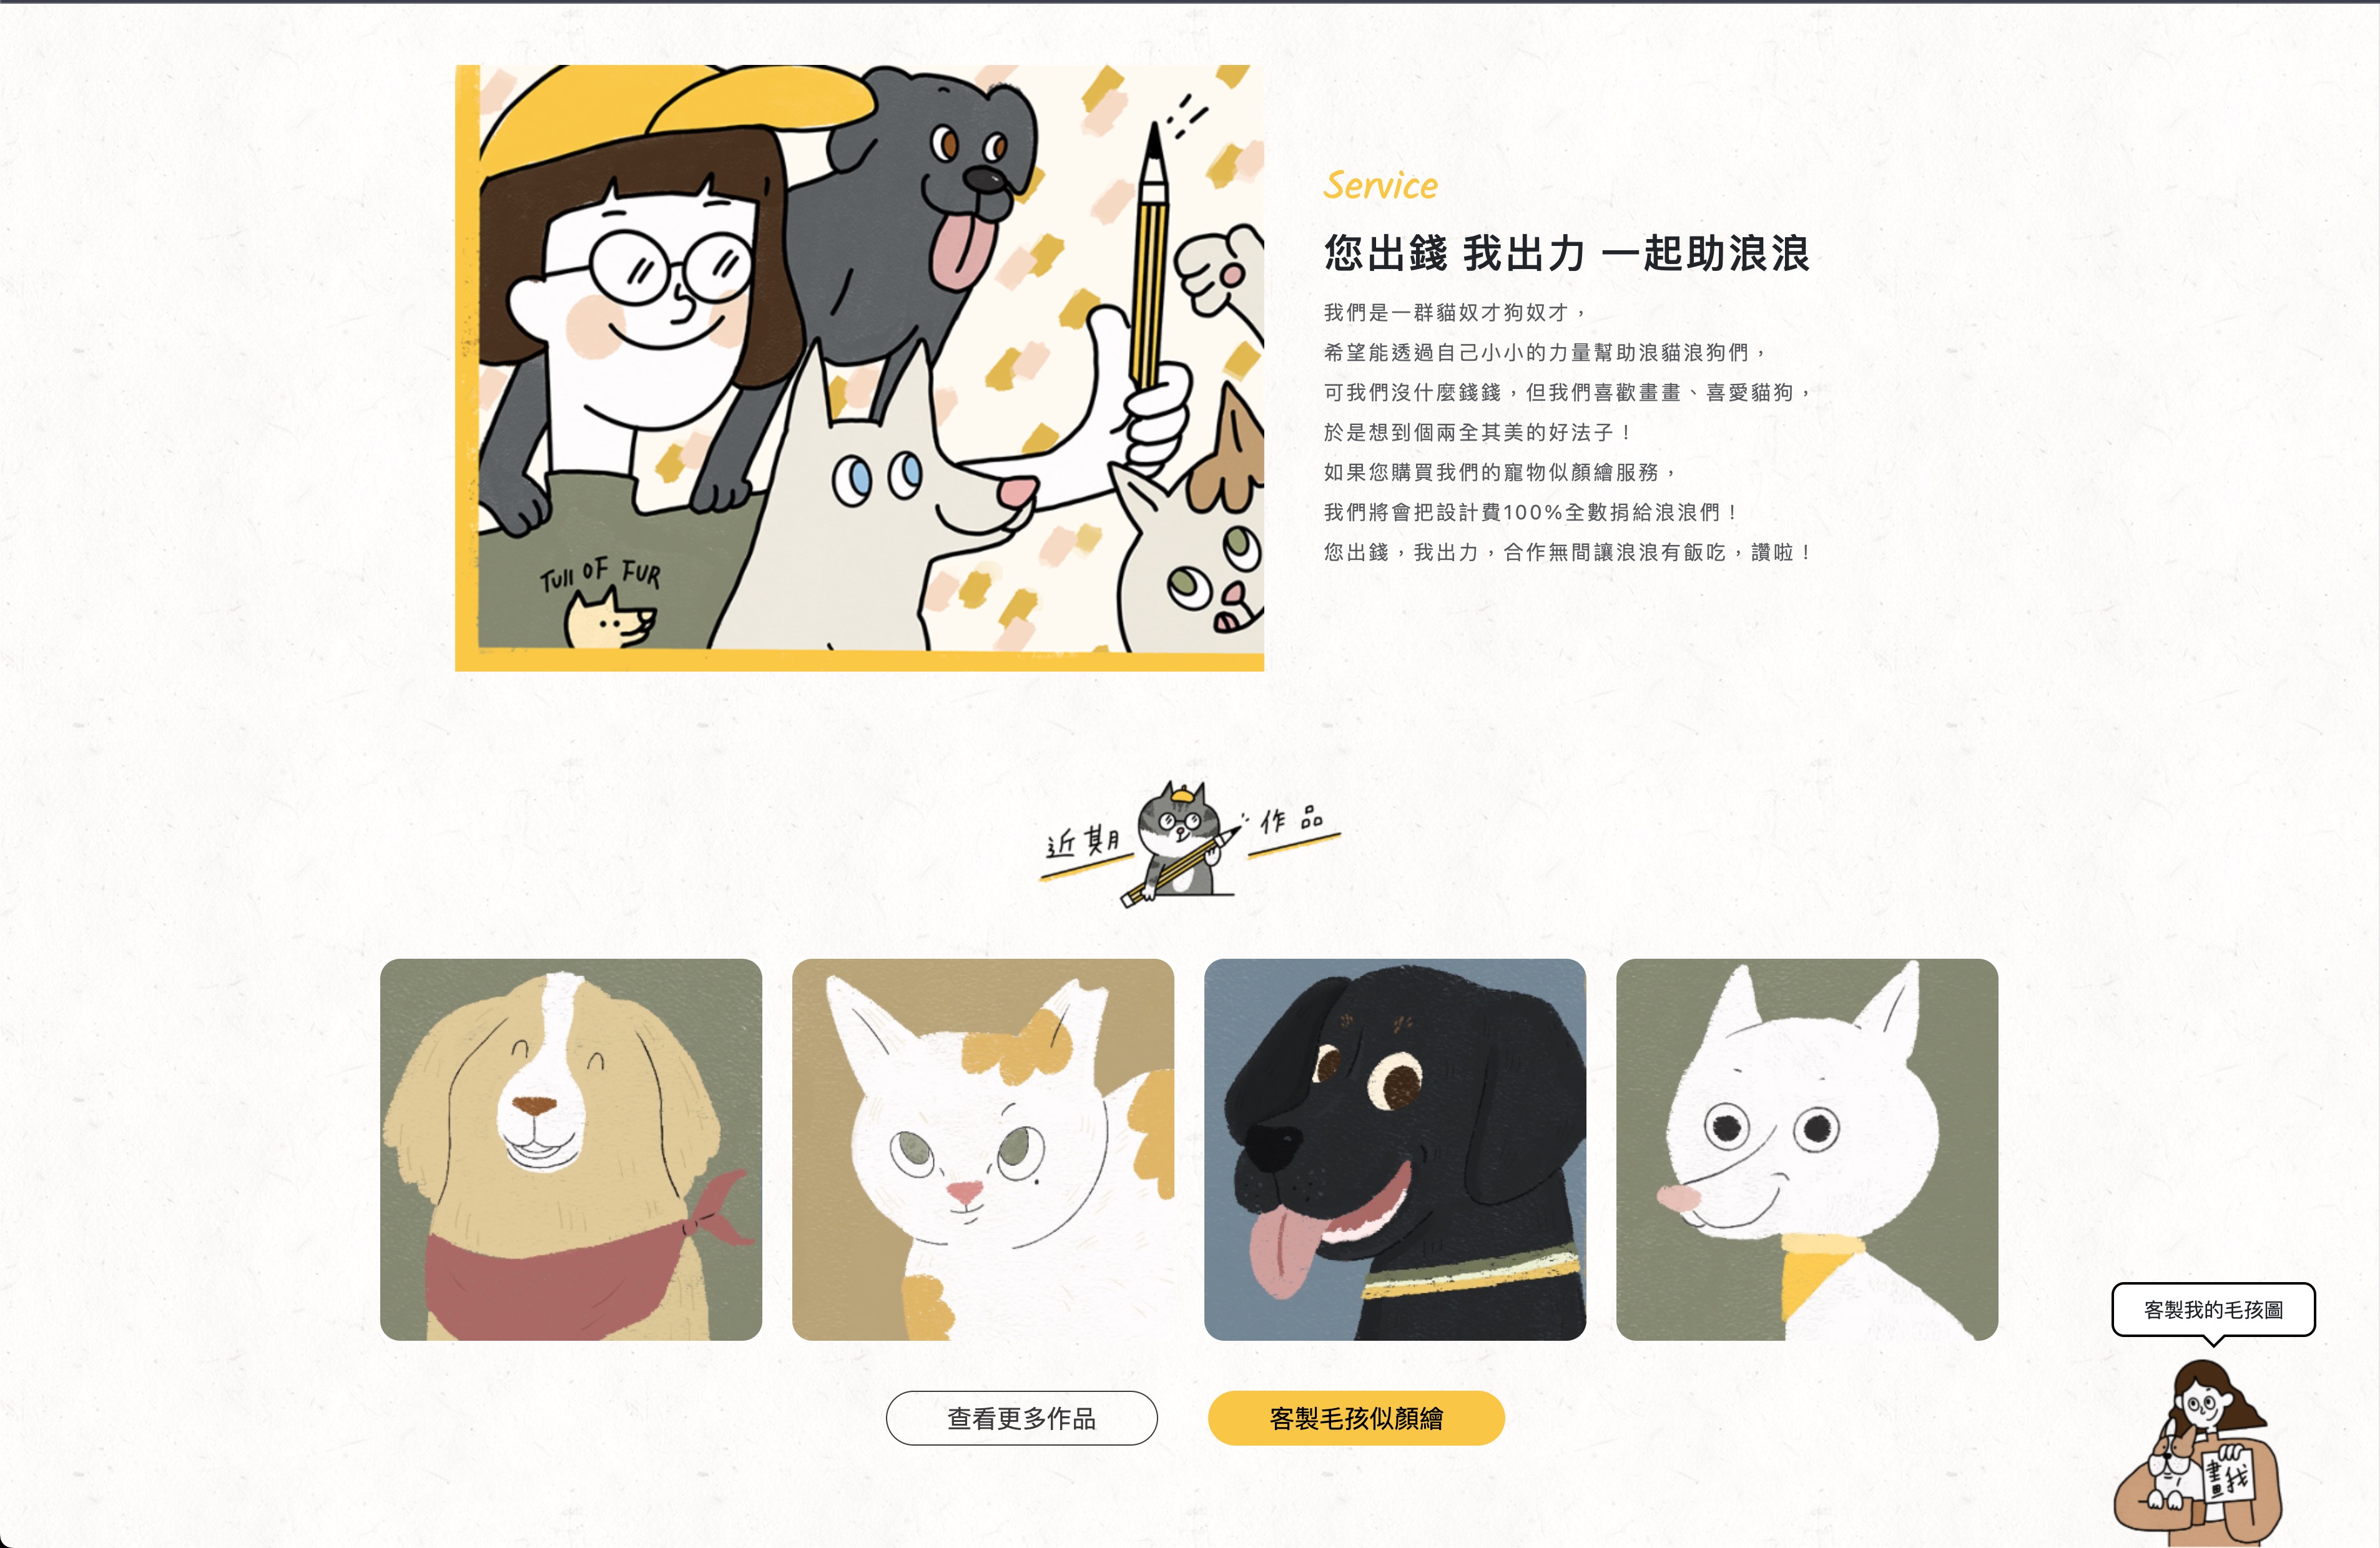 Service
您出錢 我出力 一起助浪浪
我們是一群貓奴才狗奴才，
希望能透過自己小小的力量幫助浪貓浪狗們，
可我們沒什麼錢錢，但我們喜歡畫畫、喜愛貓狗，
於是想到個兩全其美的好法子！
如果您購買我們的寵物似顏繪服務，
我們將會把設計費100%全數捐給浪浪們！
您出錢，我出力，合作無間讓浪浪有飯吃，讚啦！
Tull OF FUR
近期 作品
查看更多作品
客製毛孩似顏繪
客製我的毛孩圖
畫我